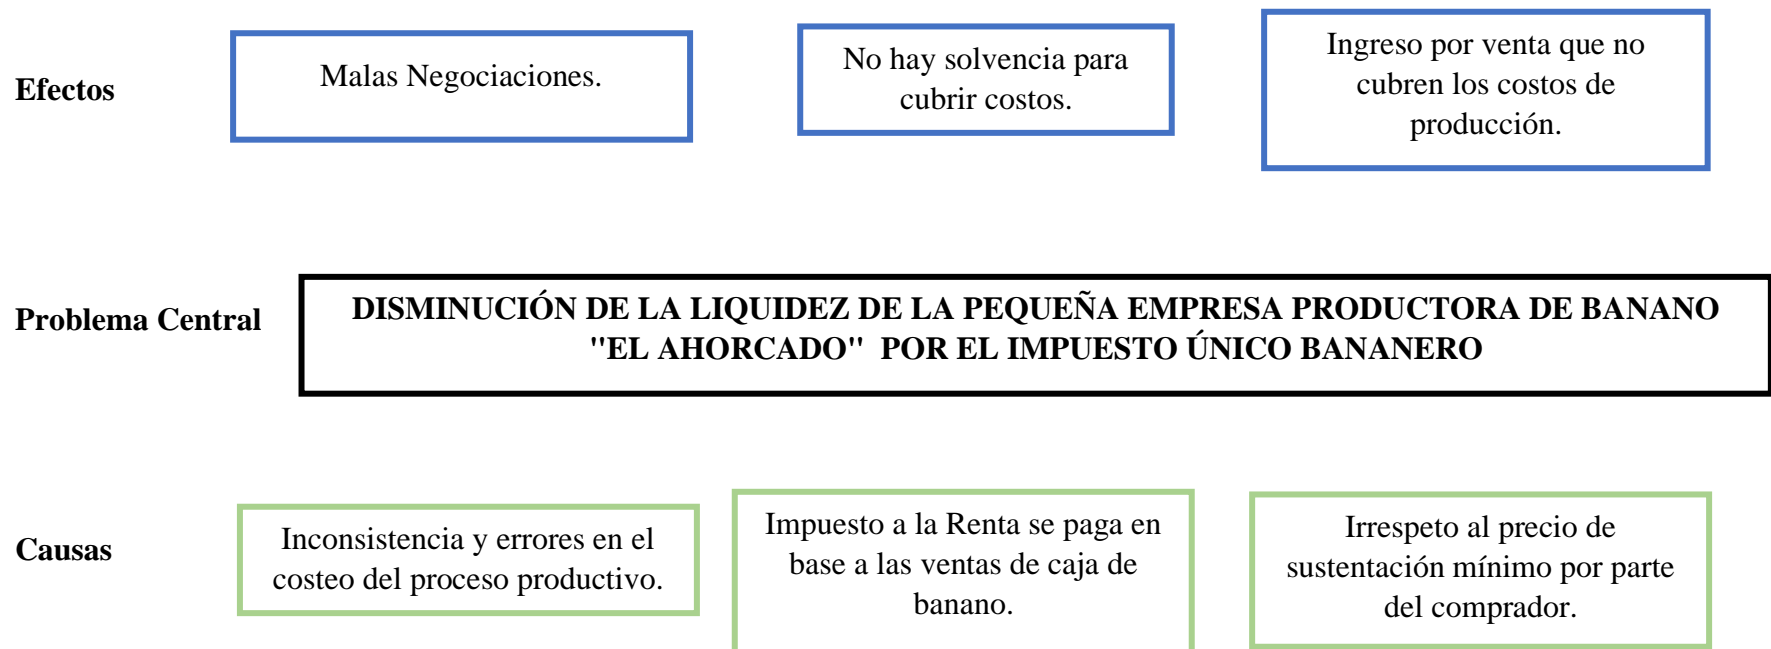 Efectos
Malas Negociaciones.
No hay solvencia para
cubrir costos.
Ingreso por venta que no
cubren los costos de
producción.
Problema Central
DISMINUCIÓN DE LA LIQUIDEZ DE LA PEQUEÑA EMPRESA PRODUCTORA DE BANANO
"EL AHORCADO" POR EL IMPUESTO ÚNICO BANANERO
Causas
Inconsistencia y errores en el
costeo del proceso productivo.
Impuesto a la Renta se paga en
base a las ventas de caja de
banano.
Irrespeto al precio de
sustentación mínimo por parte
del comprador.